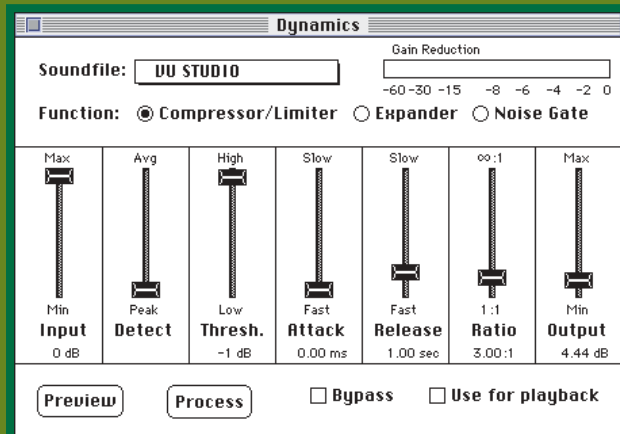 Dynamics
Gain Reduction
Soundfile: VU STUDIO
-60 -30 -15 -8 -6 -4 -2 0
Function: Compressor/Limiter Expander Noise Gate
Max Avg High Slow Slow ∞:1 Max
Min Peak Low Fast Fast 1:1 Min
Input Detect Thresh. Attack Release Ratio Output
0 dB -1 dB 0.00 ms 1.00 sec 3.00:1 4.44 dB
Preview Process Bypass Use for playback